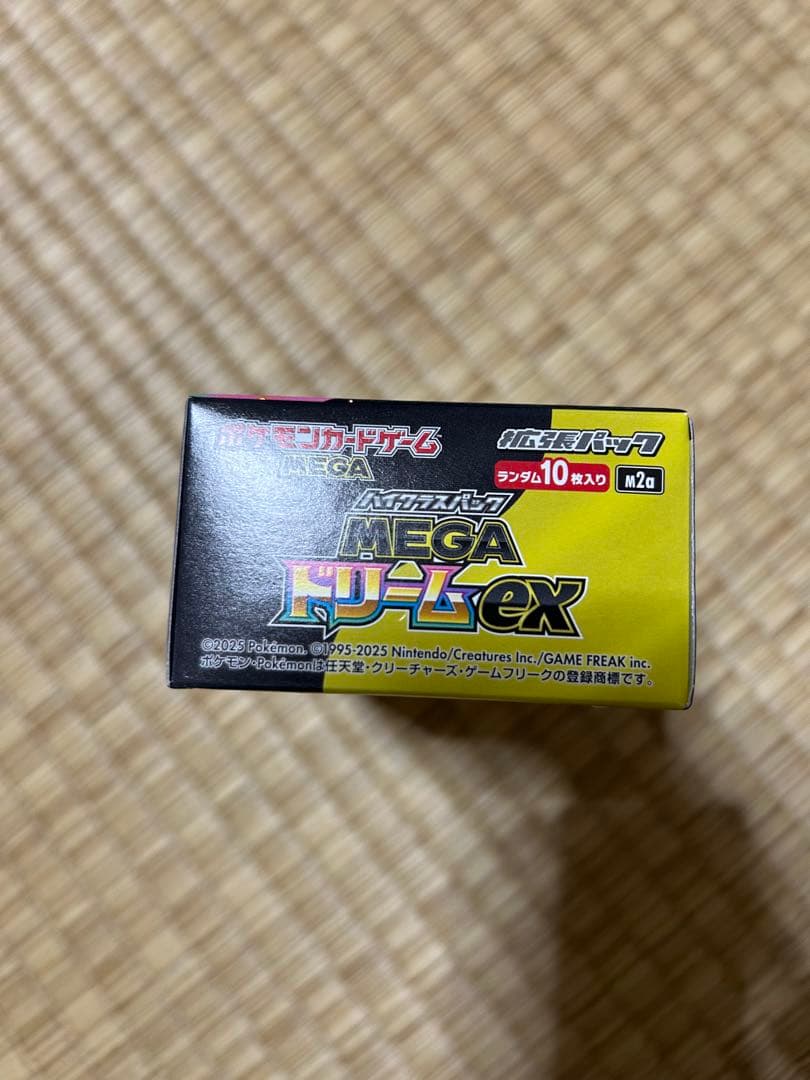 ポケモンカードゲーム
MEGA
拡張パック
ランダム10枚入り M2a
ハイクラスパック
MEGA
ドリームex
©2025 Pokémon. ©1995-2025 Nintendo/Creatures Inc./GAME FREAK inc.
ポケモン・Pokémonは任天堂・クリーチャーズ・ゲームフリークの登録商標です。